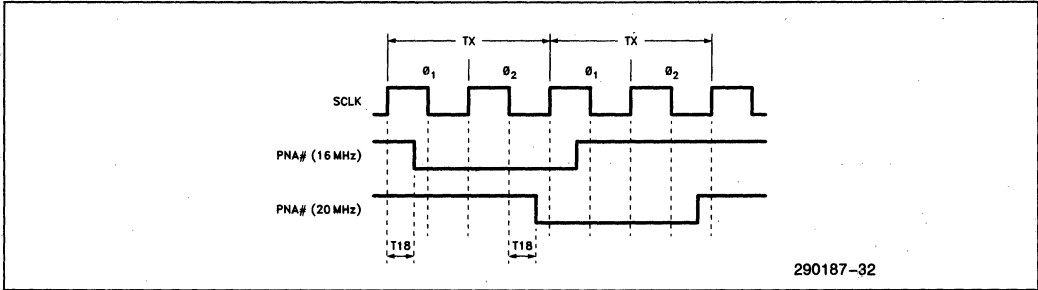 TX TX
Ø1 Ø2 Ø1 Ø2
SCLK
PNA# (16 MHz)
PNA# (20 MHz)
T18 T18
290187-32